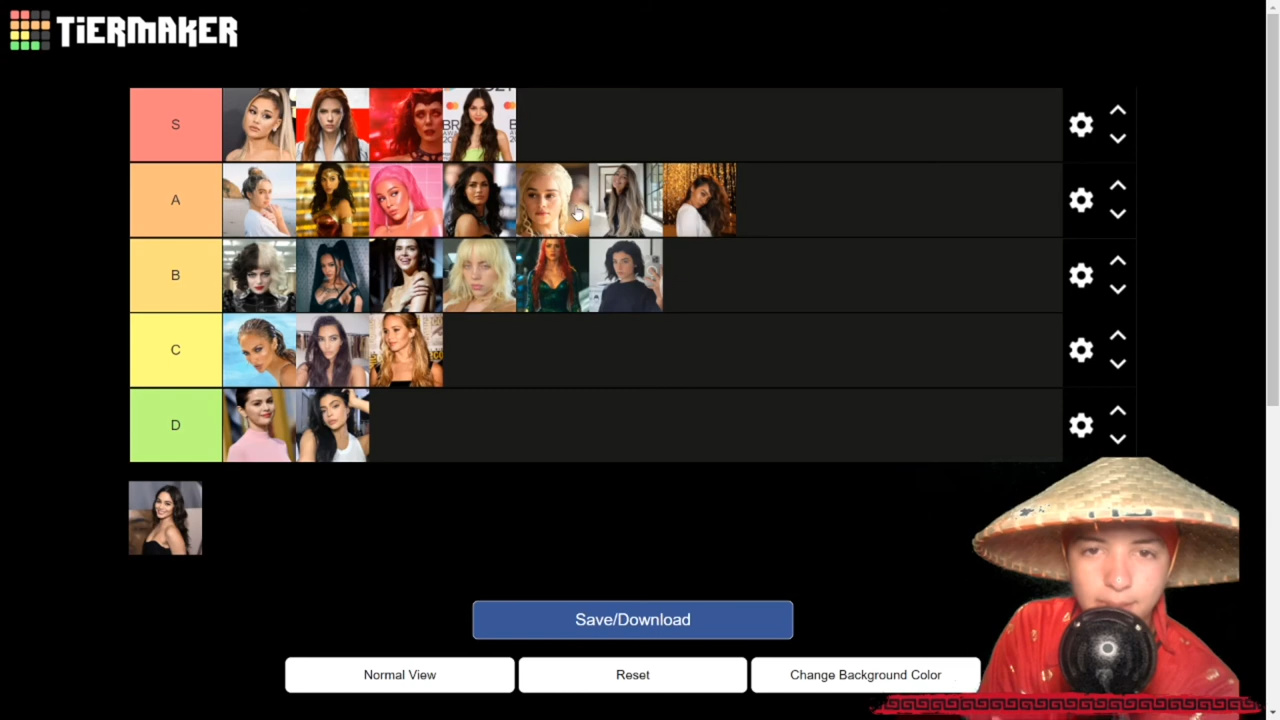 TiERMAKER
S
A
B
C
D
Save/Download
Normal View
Reset
Change Background Color